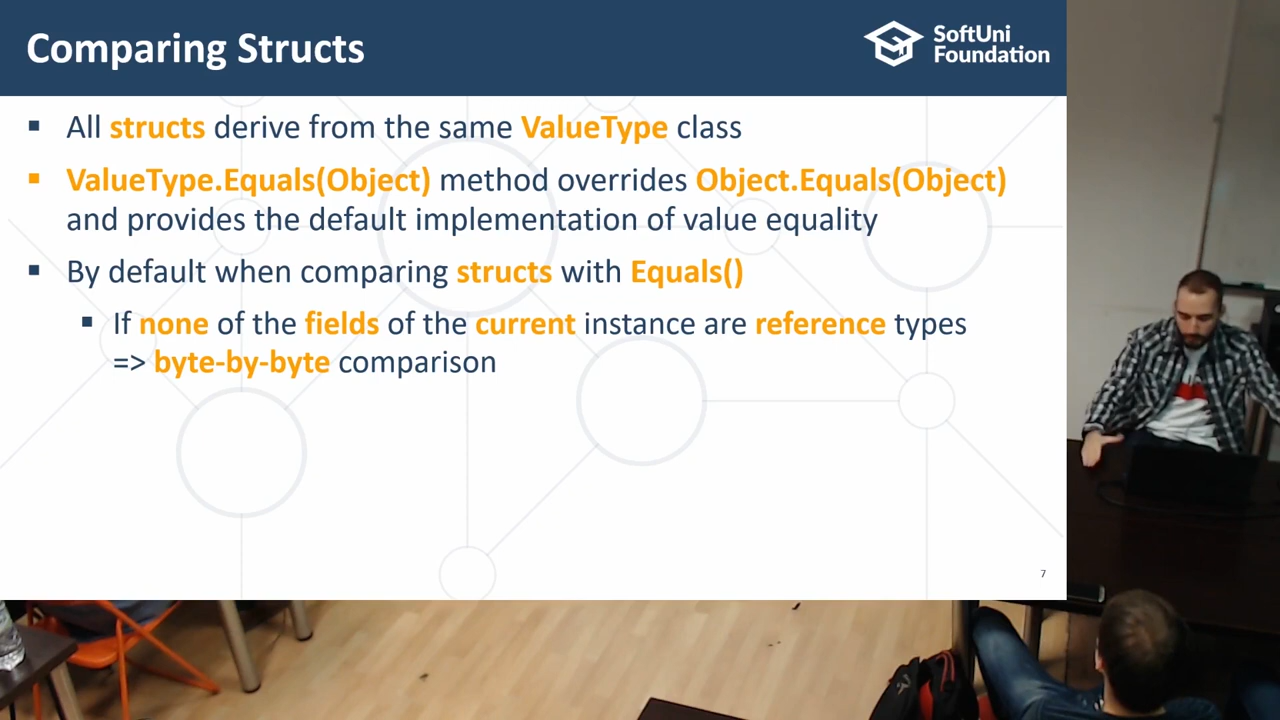 Comparing Structs
SoftUni
Foundation
▪ All structs derive from the same ValueType class
▪ ValueType.Equals(Object) method overrides Object.Equals(Object)
and provides the default implementation of value equality
▪ By default when comparing structs with Equals()
▪ If none of the fields of the current instance are reference types
=> byte-by-byte comparison
7